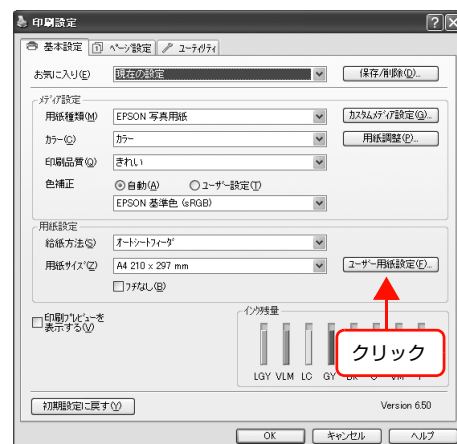 印刷設定
基本設定 ページ設定 ユーティリティ
お気に入り(E) 現在の設定 保存/削除(D)...
メディア設定
用紙種類(M) EPSON 写真用紙 カスタムメディア設定(G)...
カラー(C) カラー 用紙調整(P)...
印刷品質(Q) きれい
色補正 自動(A) ユーザー設定(T)
EPSON 基準色 (sRGB)
用紙設定
給紙方法(S) オートシートフィーダ
用紙サイズ(Z) A4 210 x 297 mm ユーザー用紙設定(F)...
フチなし(B)
印刷プレビューを
表示する(V)
インク残量
クリック
LGY VLM LC GY
初期設定に戻す(Y) Version 6.50
OK キャンセル ヘルプ